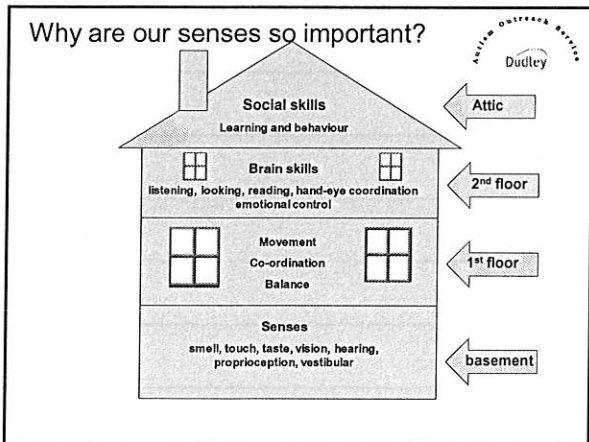 Why are our senses so important?
Autism Outreach Service
Dudley
Social skills
Learning and behaviour
Attic
Brain skills
listening, looking, reading, hand-eye coordination
emotional control
2nd floor
Movement
Co-ordination
Balance
1st floor
Senses
smell, touch, taste, vision, hearing,
proprioception, vestibular
basement